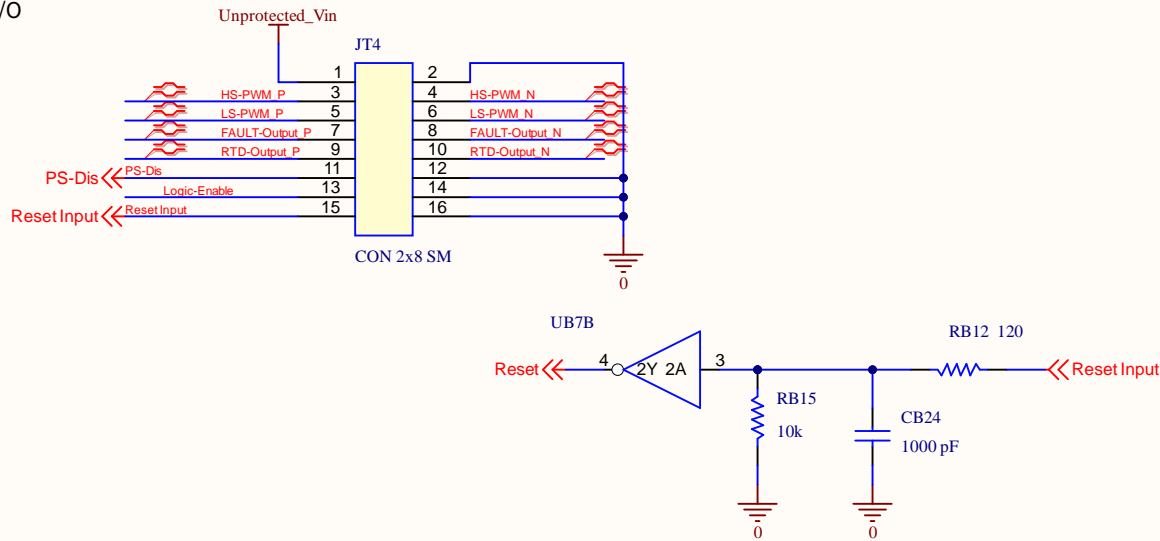 /O
Unprotected_Vin
JT4
1 2
HS-PWM_P 3 4 HS-PWM_N
LS-PWM_P 5 6 LS-PWM_N
FAULT-Output_P 7 8 FAULT-Output_N
RTD-Output_P 9 10 RTD-Output_N
PS-Dis PS-Dis 11 12
Logic-Enable 13 14
Reset Input Reset Input 15 16
CON 2x8 SM
0
UB7B
RB12 120
Reset 4 2Y 2A 3 Reset Input
RB15
10k
CB24
1000 pF
0 0